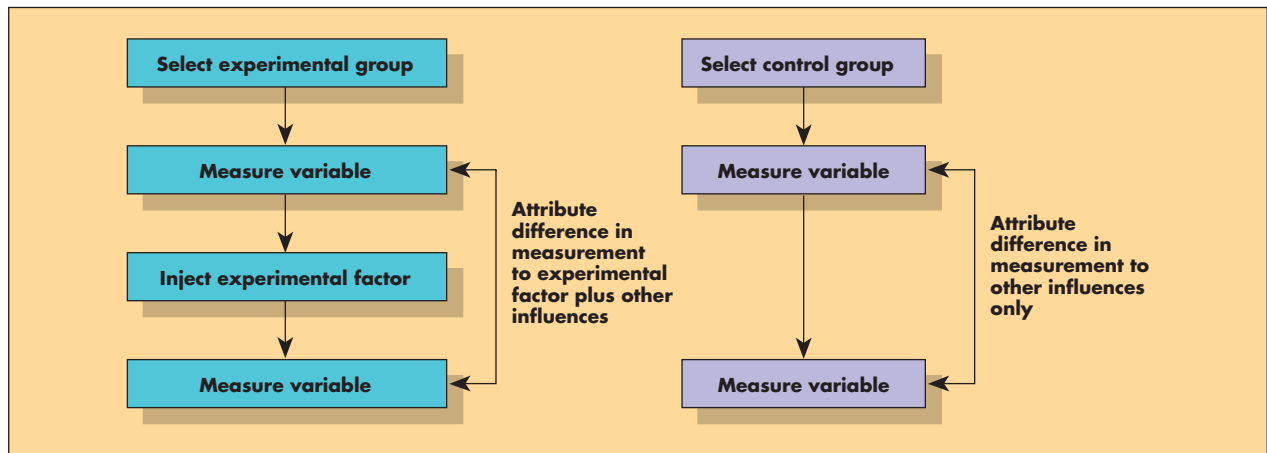 Select experimental group
Measure variable
Inject experimental factor
Measure variable
Attribute
difference in
measurement
to experimental
factor plus other
influences
Select control group
Measure variable
Measure variable
Attribute
difference in
measurement to
other influences
only